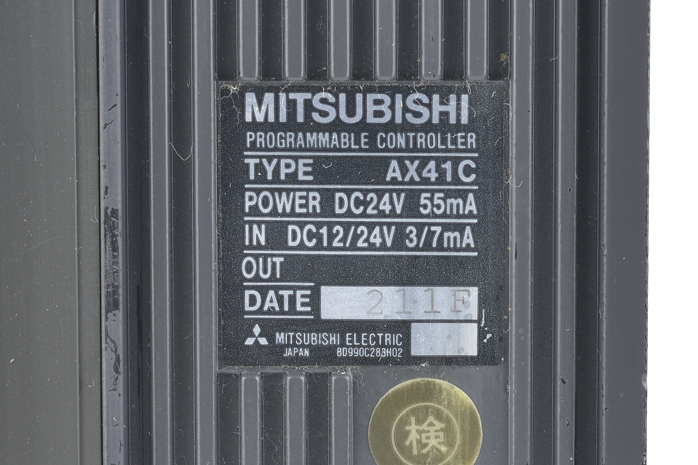 MITSUBISHI
PROGRAMMABLE CONTROLLER
TYPE AX41C
POWER DC24V 55mA
IN DC12/24V 3/7mA
OUT
DATE 211F
MITSUBISHI ELECTRIC
JAPAN BD990C283H02
検